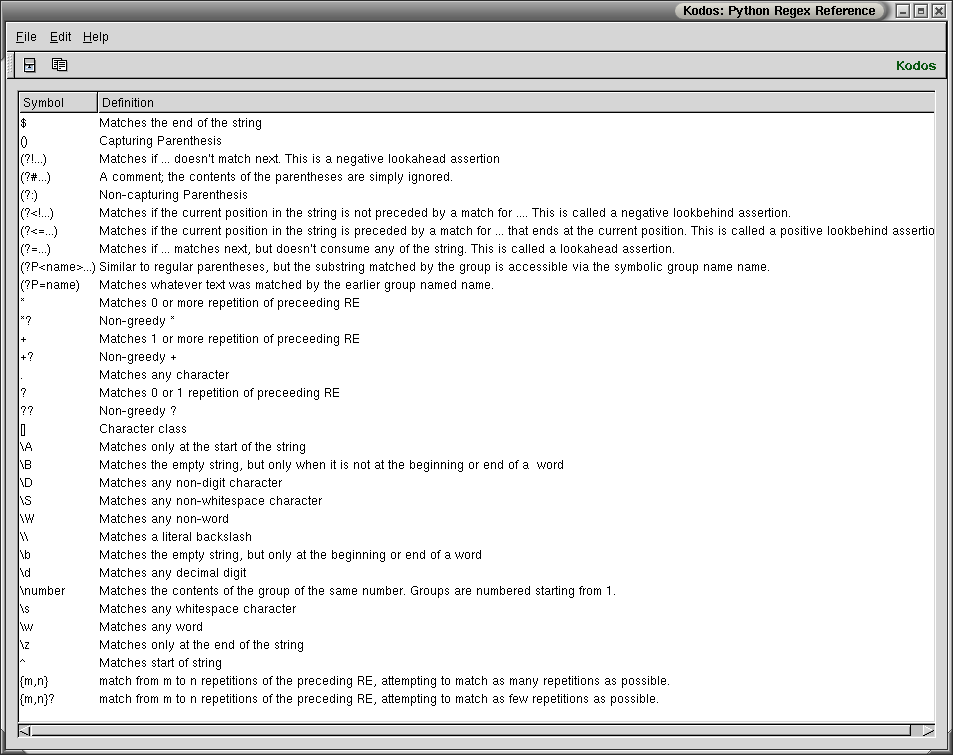 Kodos: Python Regex Reference
File Edit Help
Kodos
Symbol Definition
$ Matches the end of the string
() Capturing Parenthesis
(?!...) Matches if ... doesn't match next. This is a negative lookahead assertion
(?#...) A comment; the contents of the parentheses are simply ignored.
(?:) Non-capturing Parenthesis
(?<!...) Matches if the current position in the string is not preceded by a match for .... This is called a negative lookbehind assertion.
(?<=...) Matches if the current position in the string is preceded by a match for ... that ends at the current position. This is called a positive lookbehind assertio
(?=...) Matches if ... matches next, but doesn't consume any of the string. This is called a lookahead assertion.
(?P<name>...) Similar to regular parentheses, but the substring matched by the group is accessible via the symbolic group name name.
(?P=name) Matches whatever text was matched by the earlier group named name.
* Matches 0 or more repetition of preceeding RE
*? Non-greedy *
+ Matches 1 or more repetition of preceeding RE
+? Non-greedy +
. Matches any character
? Matches 0 or 1 repetition of preceeding RE
?? Non-greedy ?
[] Character class
\A Matches only at the start of the string
\B Matches the empty string, but only when it is not at the beginning or end of a  word
\D Matches any non-digit character
\S Matches any non-whitespace character
\W Matches any non-word
\\ Matches a literal backslash
\b Matches the empty string, but only at the beginning or end of a word
\d Matches any decimal digit
\number Matches the contents of the group of the same number. Groups are numbered starting from 1.
\s Matches any whitespace character
\w Matches any word
\z Matches only at the end of the string
^ Matches start of string
{m,n} match from m to n repetitions of the preceding RE, attempting to match as many repetitions as possible.
{m,n}? match from m to n repetitions of the preceding RE, attempting to match as few repetitions as possible.